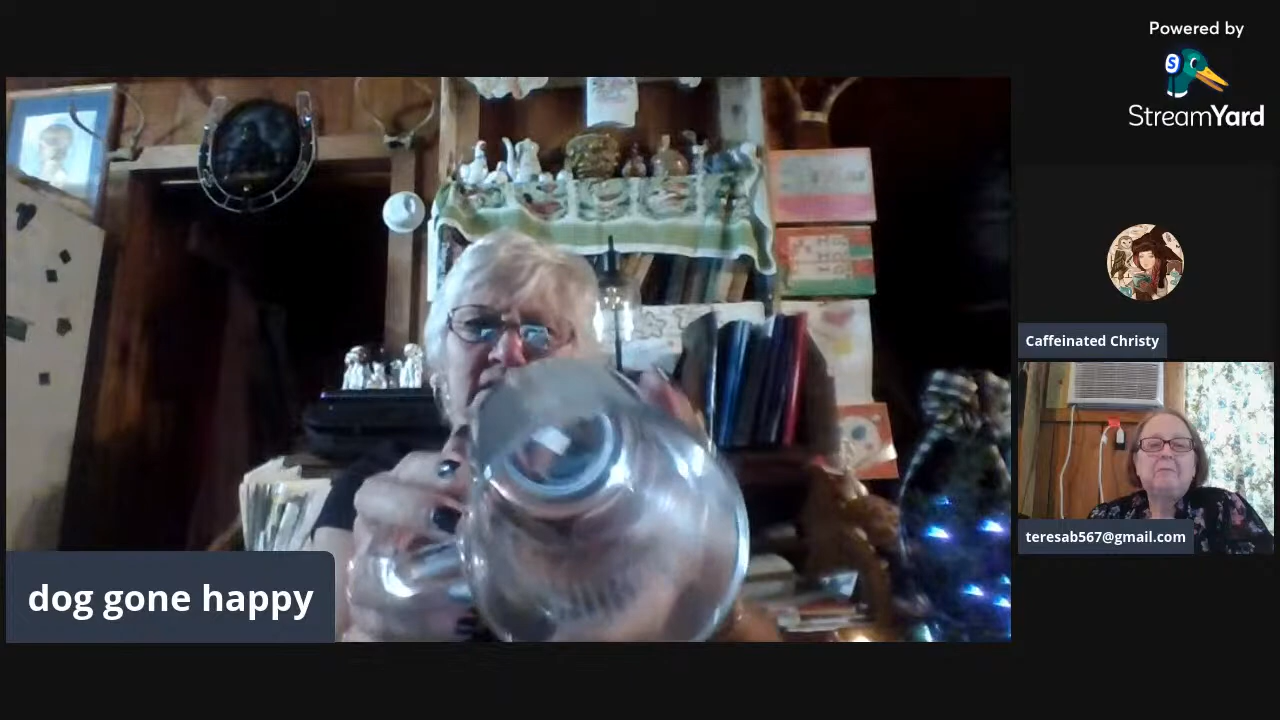 Powered by
StreamYard
Caffeinated Christy
teresab567@gmail.com
dog gone happy